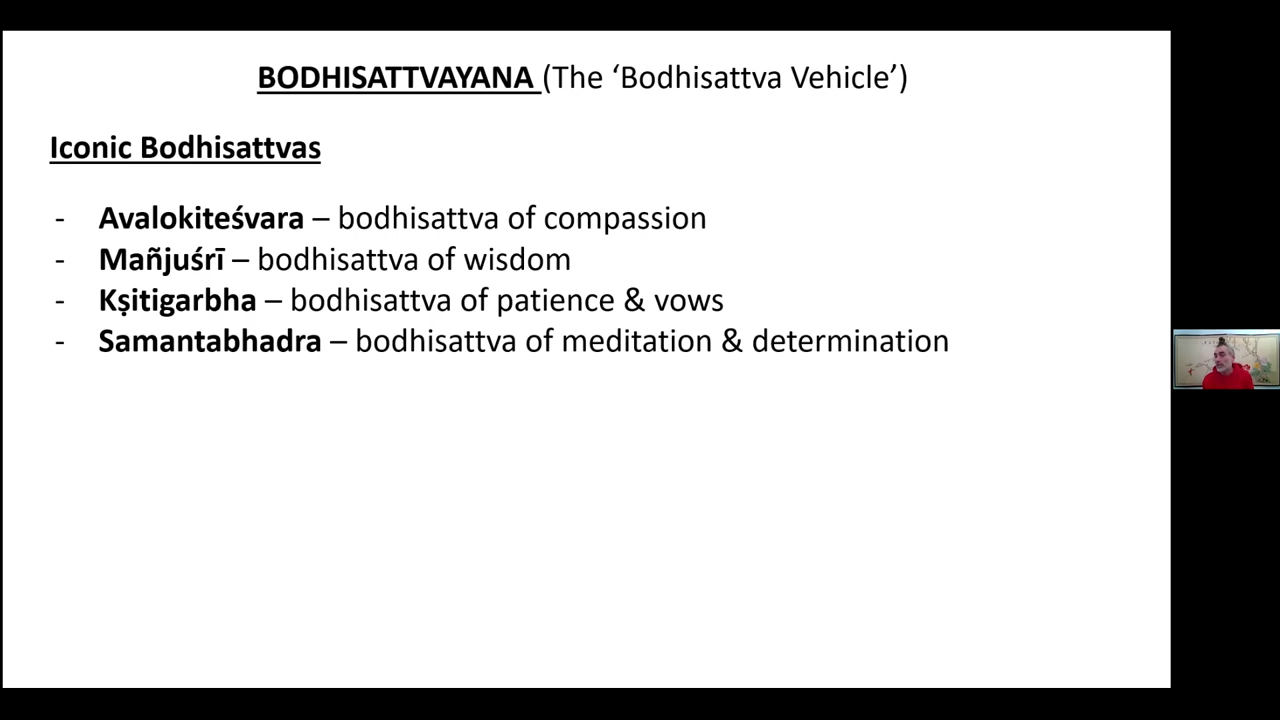 BODHISATTVAYANA (The ‘Bodhisattva Vehicle’)
Iconic Bodhisattvas
- Avalokiteśvara – bodhisattva of compassion
- Mañjuśrī – bodhisattva of wisdom
- Kṣitigarbha – bodhisattva of patience & vows
- Samantabhadra – bodhisattva of meditation & determination